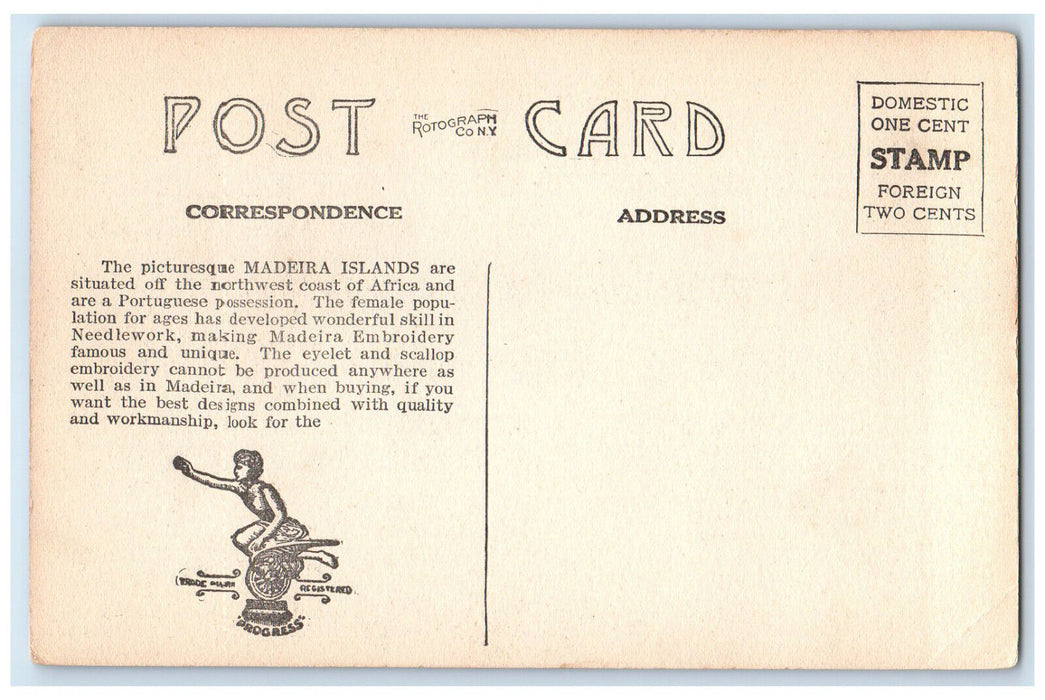 POST CARD
THE
ROTOGRAPH
CO N.Y.
DOMESTIC
ONE CENT
STAMP
FOREIGN
TWO CENTS
CORRESPONDENCE
ADDRESS
The picturesque MADEIRA ISLANDS are
situated off the northwest coast of Africa and
are a Portuguese possession. The female popu-
lation for ages has developed wonderful skill in
Needlework, making Madeira Embroidery
famous and unique. The eyelet and scallop
embroidery cannot be produced anywhere as
well as in Madeira, and when buying, if you
want the best designs combined with quality
and workmanship, look for the
TRADE MARK
REGISTERED
"PROGRESS"